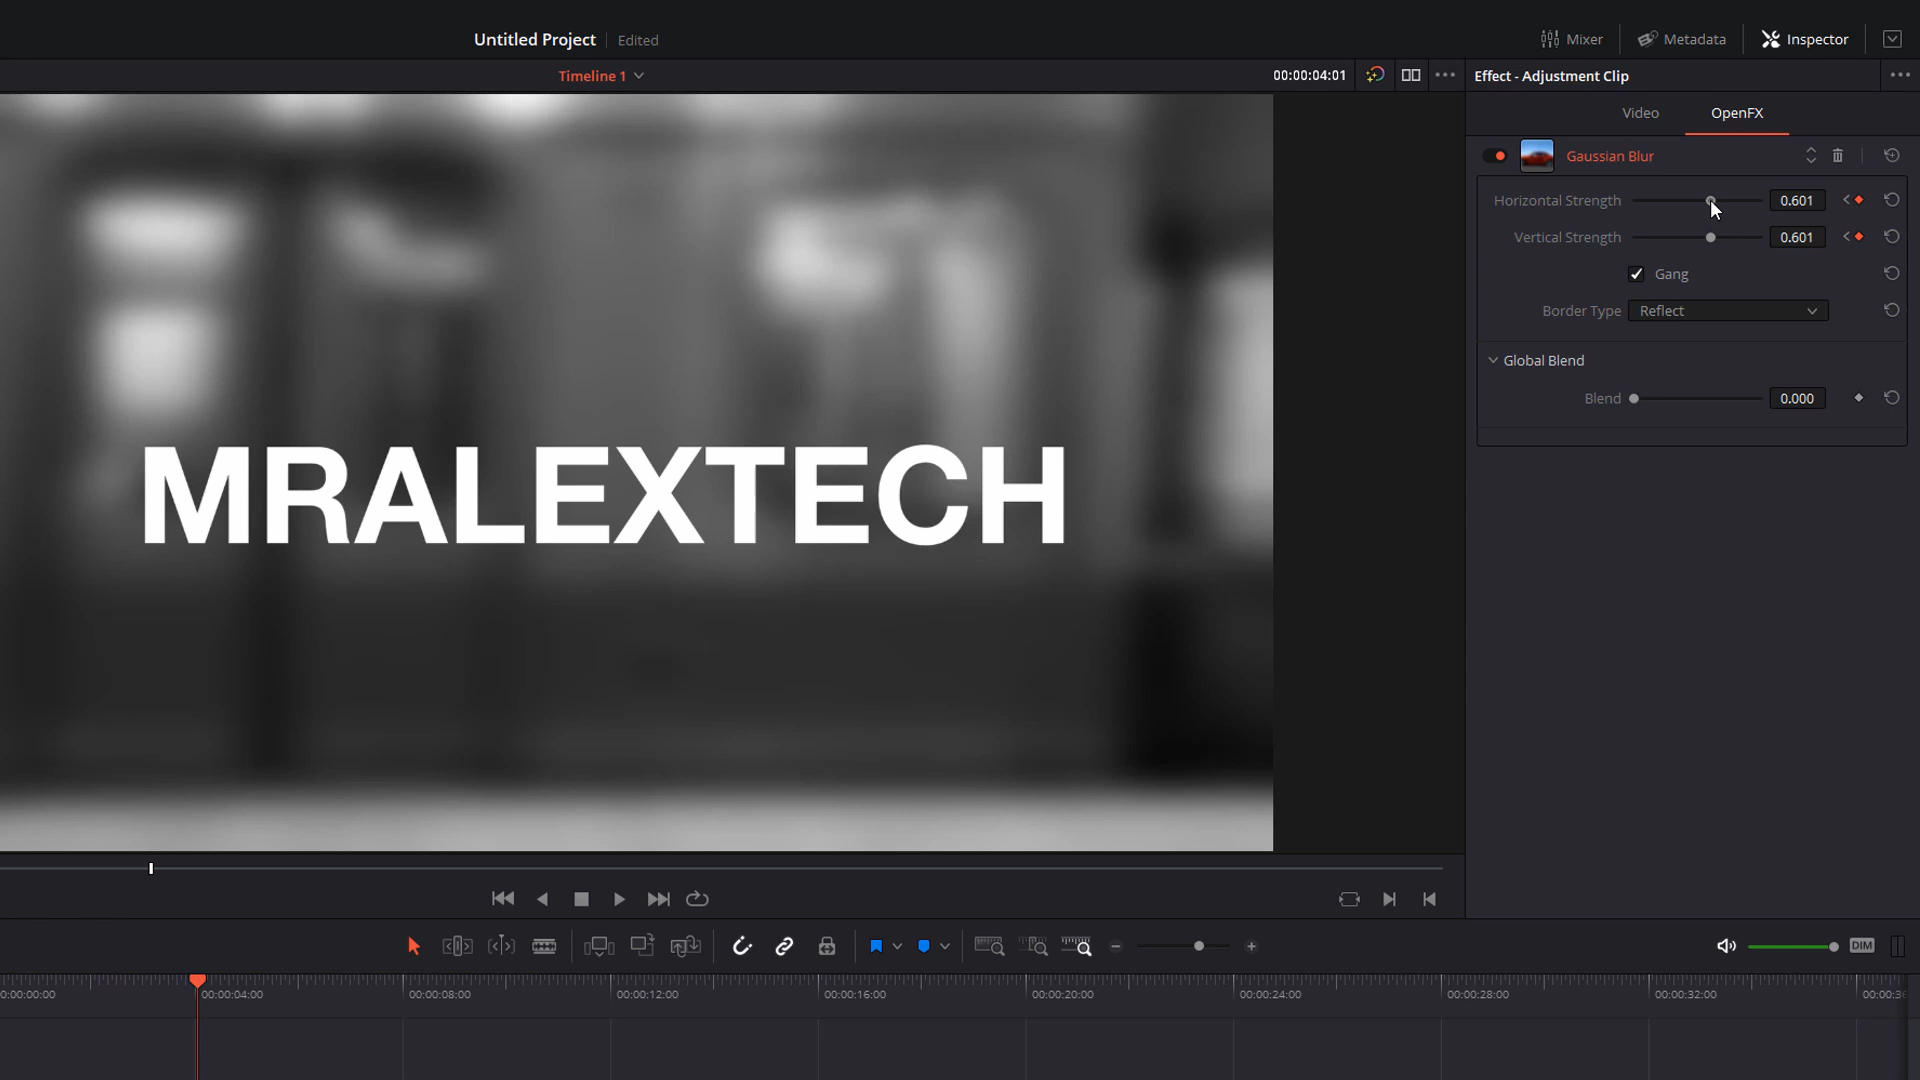 Untitled Project
Edited
Mixer
Metadata
Inspector
Timeline 1
00:00:04:01
Effect - Adjustment Clip
Video
OpenFX
Gaussian Blur
Horizontal Strength
0.601
Vertical Strength
0.601
Gang
Border Type
Reflect
Global Blend
Blend
0.000
MRALEXTECH
DIM
0:00:00:00
00:00:04:00
00:00:08:00
00:00:12:00
00:00:16:00
00:00:20:00
00:00:24:00
00:00:28:00
00:00:32:00
00:00:3